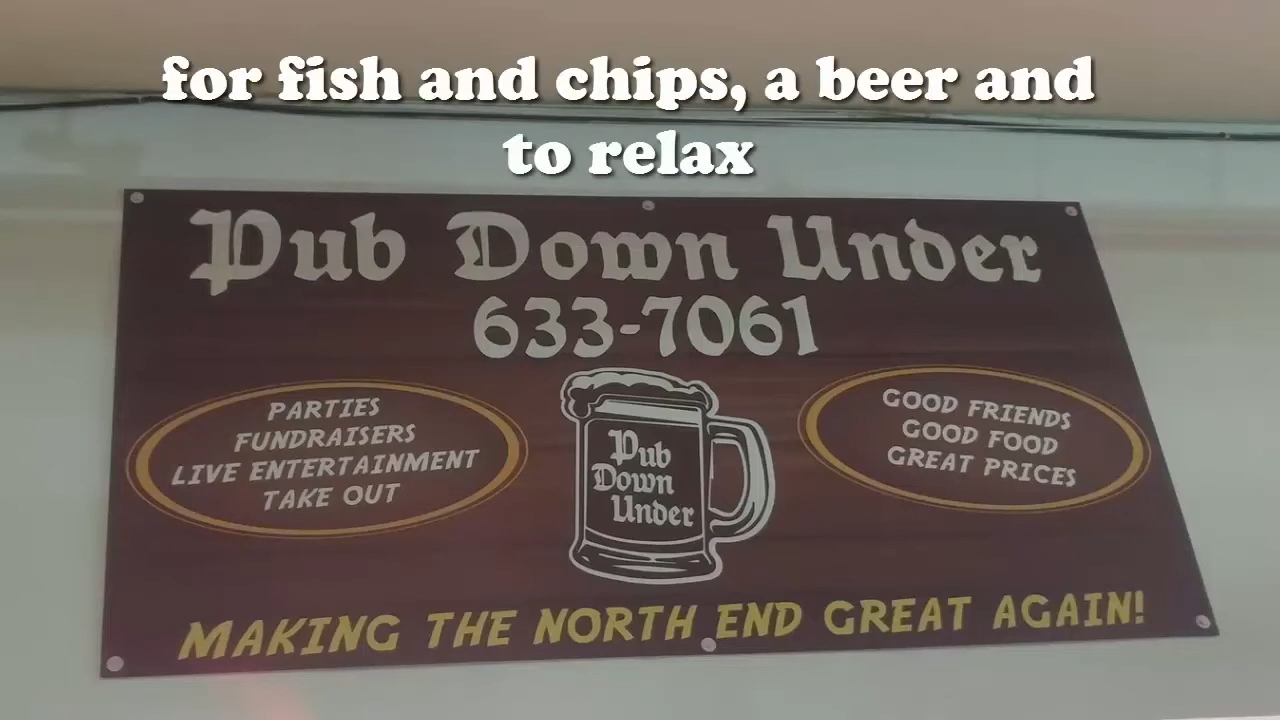 for fish and chips, a beer and
to relax
Pub Down Under
633-7061
PARTIES
FUNDRAISERS
LIVE ENTERTAINMENT
TAKE OUT
Pub
Down
Under
GOOD FRIENDS
GOOD FOOD
GREAT PRICES
MAKING THE NORTH END GREAT AGAIN!